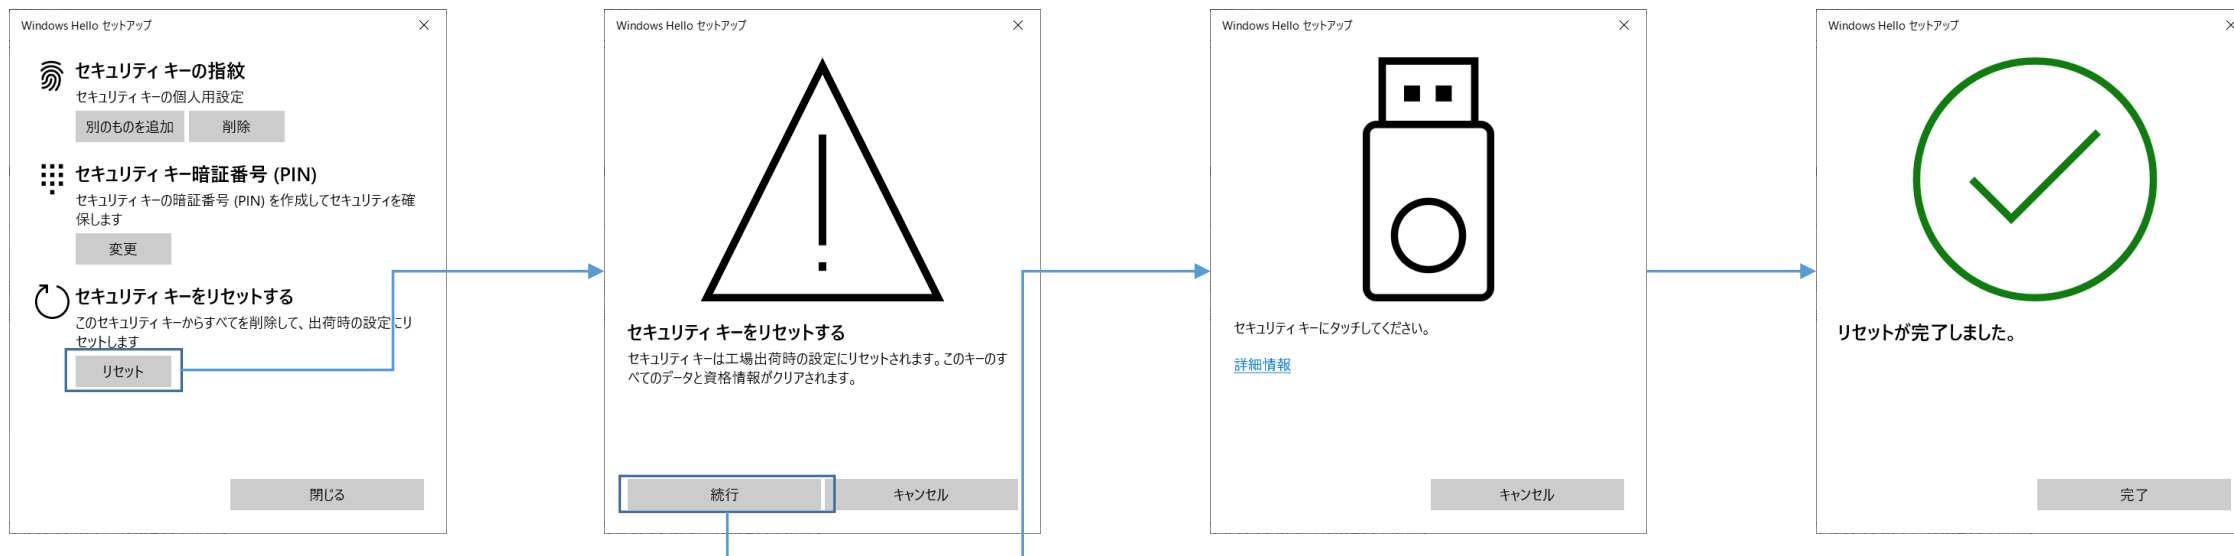 Windows Hello セットアップ
セキュリティ キーの指紋
セキュリティ キーの個人用設定
別のものを追加
削除
セキュリティ キー暗証番号 (PIN)
セキュリティ キーの暗証番号 (PIN) を作成してセキュリティを確
保します
変更
セキュリティ キーをリセットする
このセキュリティ キーからすべてを削除して、出荷時の設定にリ
セットします
リセット
閉じる
Windows Hello セットアップ
セキュリティ キーをリセットする
セキュリティ キーは工場出荷時の設定にリセットされます。このキーのす
べてのデータと資格情報がクリアされます。
続行
キャンセル
Windows Hello セットアップ
セキュリティ キーにタッチしてください。
詳細情報
キャンセル
Windows Hello セットアップ
リセットが完了しました。
完了